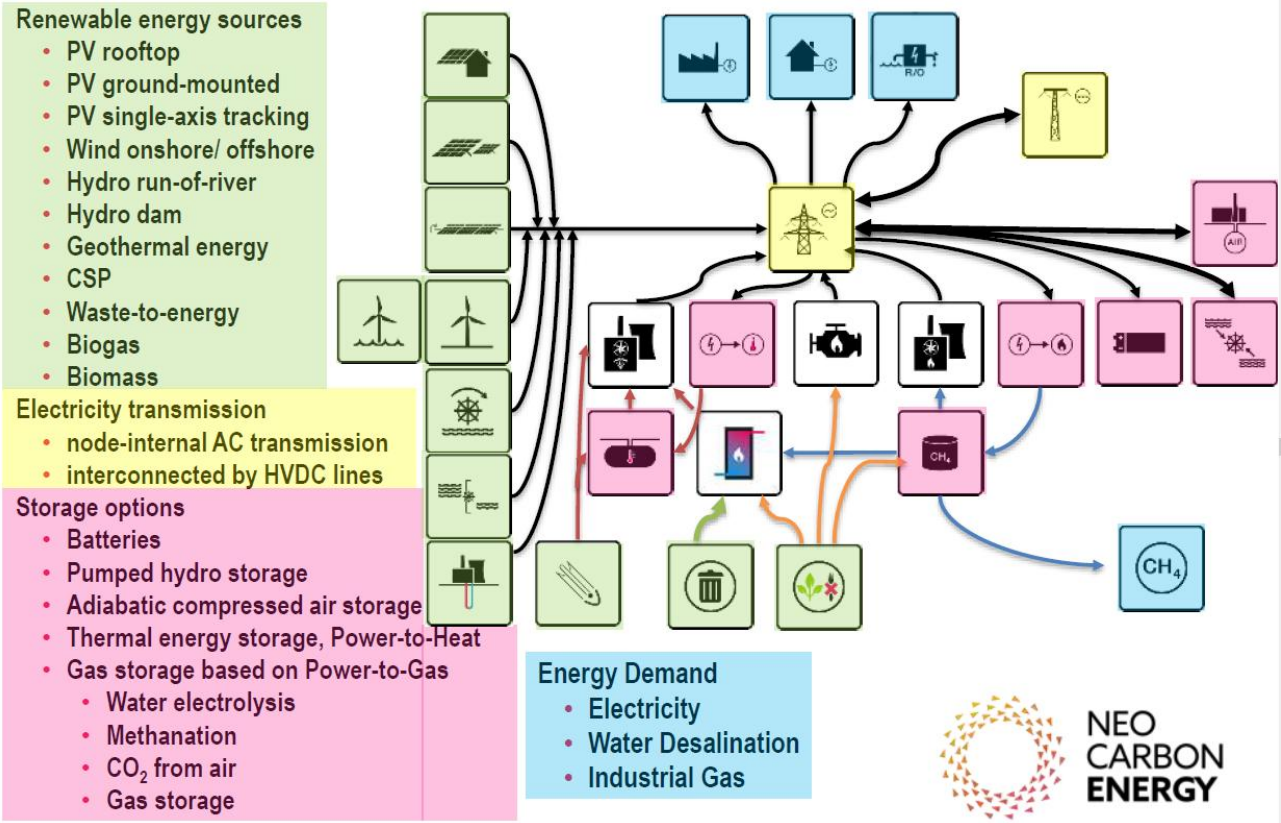 Renewable energy sources
• PV rooftop
• PV ground-mounted
• PV single-axis tracking
• Wind onshore/ offshore
• Hydro run-of-river
• Hydro dam
• Geothermal energy
• CSP
• Waste-to-energy
• Biogas
• Biomass
Electricity transmission
• node-internal AC transmission
• interconnected by HVDC lines
Storage options
• Batteries
• Pumped hydro storage
• Adiabatic compressed air storage
• Thermal energy storage, Power-to-Heat
• Gas storage based on Power-to-Gas
• Water electrolysis
• Methanation
• CO₂ from air
• Gas storage
R/O
AIR
CH₄
CH₄
Energy Demand
• Electricity
• Water Desalination
• Industrial Gas
NEO
CARBON
ENERGY